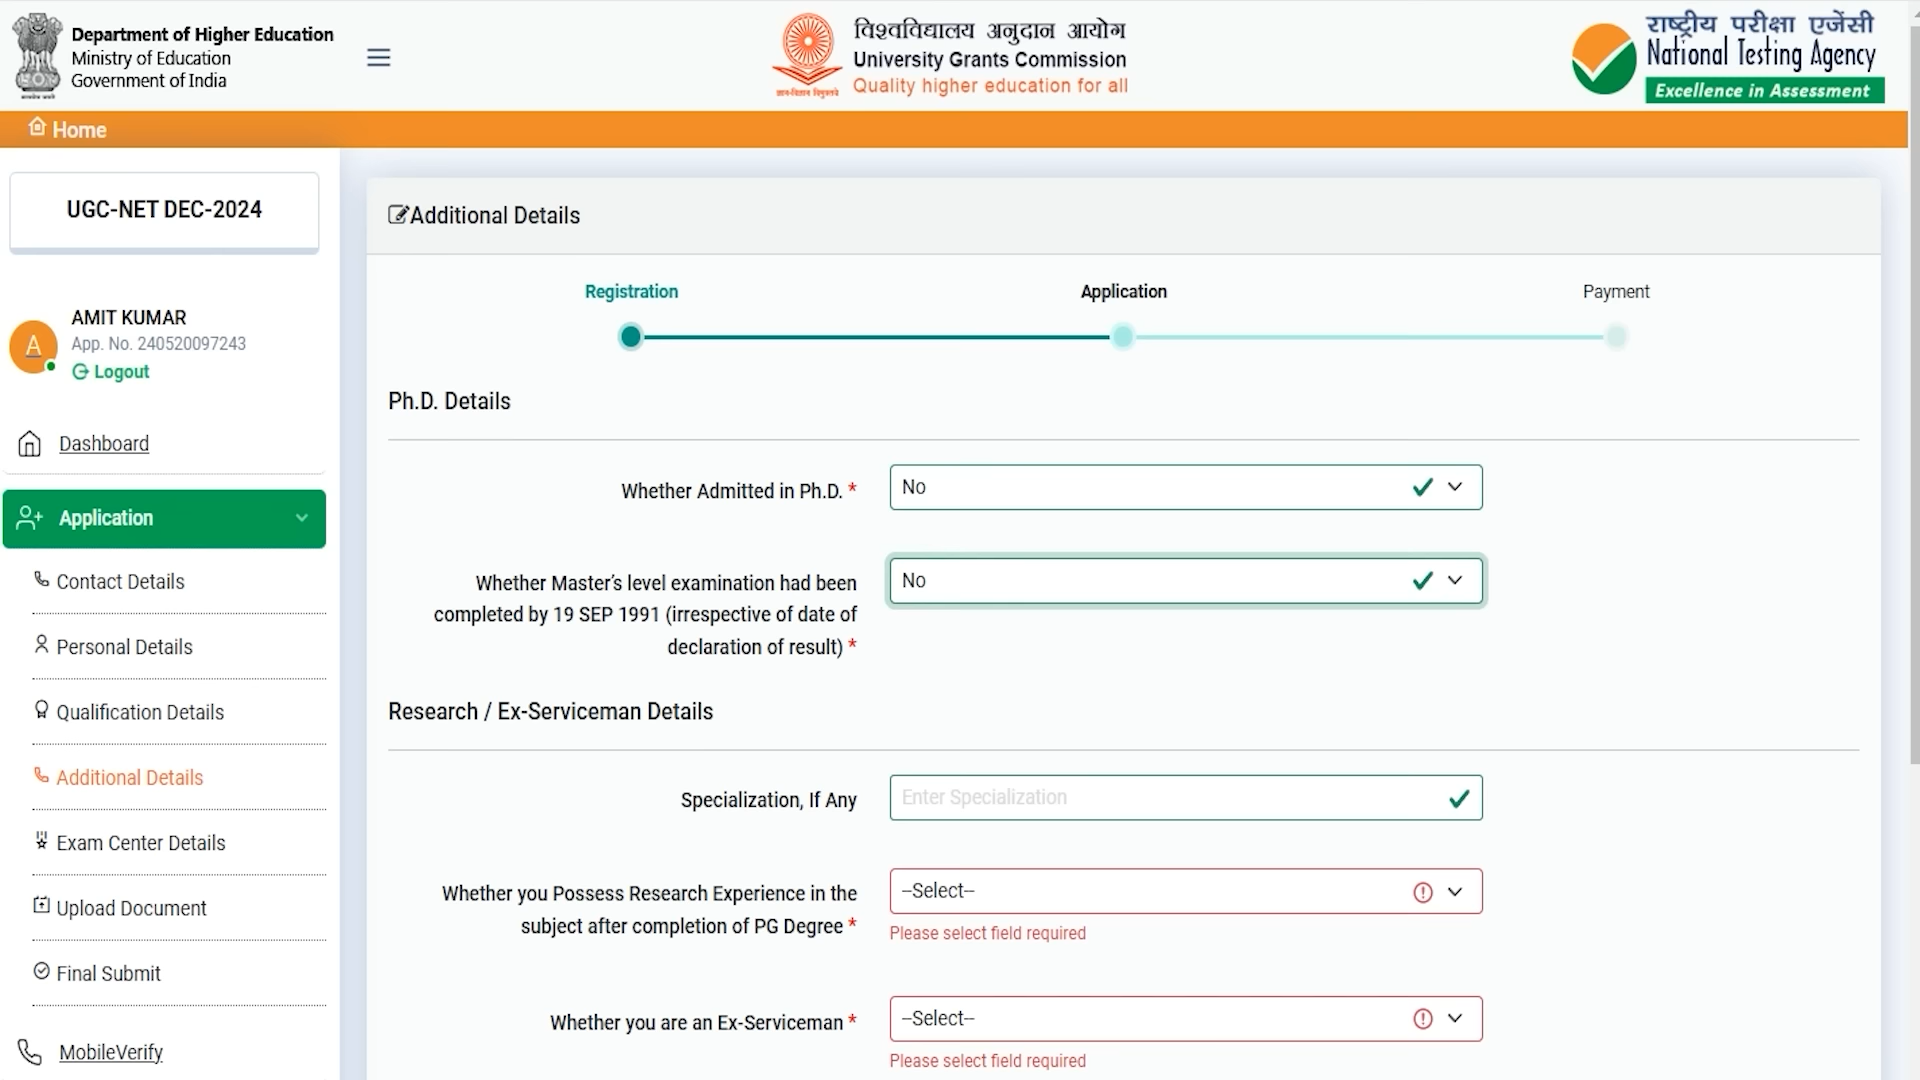 Department of Higher Education
Ministry of Education
Government of India
विश्वविद्यालय अनुदान आयोग
University Grants Commission
Quality higher education for all
ज्ञान-विज्ञान विमुक्तये
राष्ट्रीय परीक्षा एजेंसी
National Testing Agency
Excellence in Assessment
Home
UGC-NET DEC-2024
A
AMIT KUMAR
App. No. 240520097243
Logout
Dashboard
Application
Contact Details
Personal Details
Qualification Details
Additional Details
Exam Center Details
Upload Document
Final Submit
MobileVerify
Additional Details
Registration
Application
Payment
Ph.D. Details
Whether Admitted in Ph.D. *
No
Whether Master’s level examination had been
completed by 19 SEP 1991 (irrespective of date of
declaration of result) *
No
Research / Ex-Serviceman Details
Specialization, If Any
Enter Specialization
Whether you Possess Research Experience in the
subject after completion of PG Degree *
--Select--
Please select field required
Whether you are an Ex-Serviceman *
--Select--
Please select field required